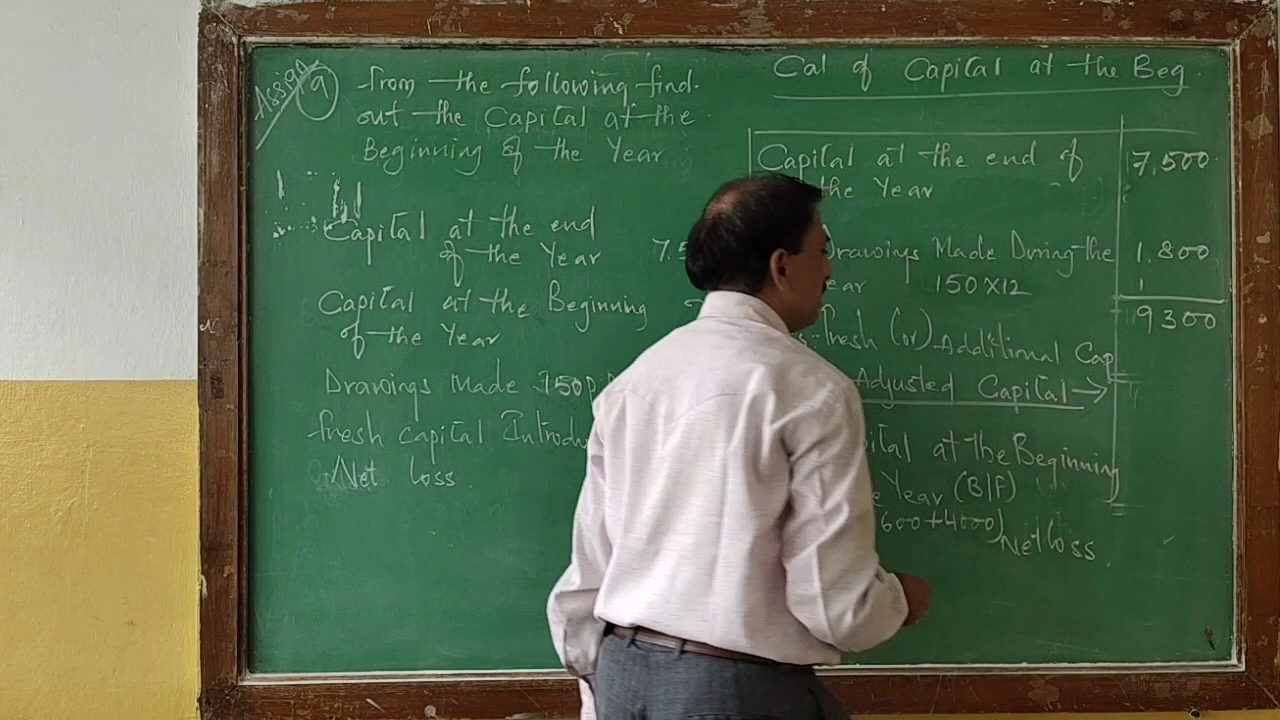 Assign
a
from the following find
out the Capital at the
Beginning of the Year
Capital at the end
of the Year 7.5
Capital at the Beginning
of the Year
Drawings Made 150 P
Fresh capital Introdu
Net loss.
Cal of Capital at the Beg
Capital at the end of 7,500
the Year
Drawings Made During the 1.800
ear 150X12
9300
s: Fresh (or) Additional Cap
Adjusted Capital →
ital at the Beginning
e Year (B/F)
600+4000) Net loss